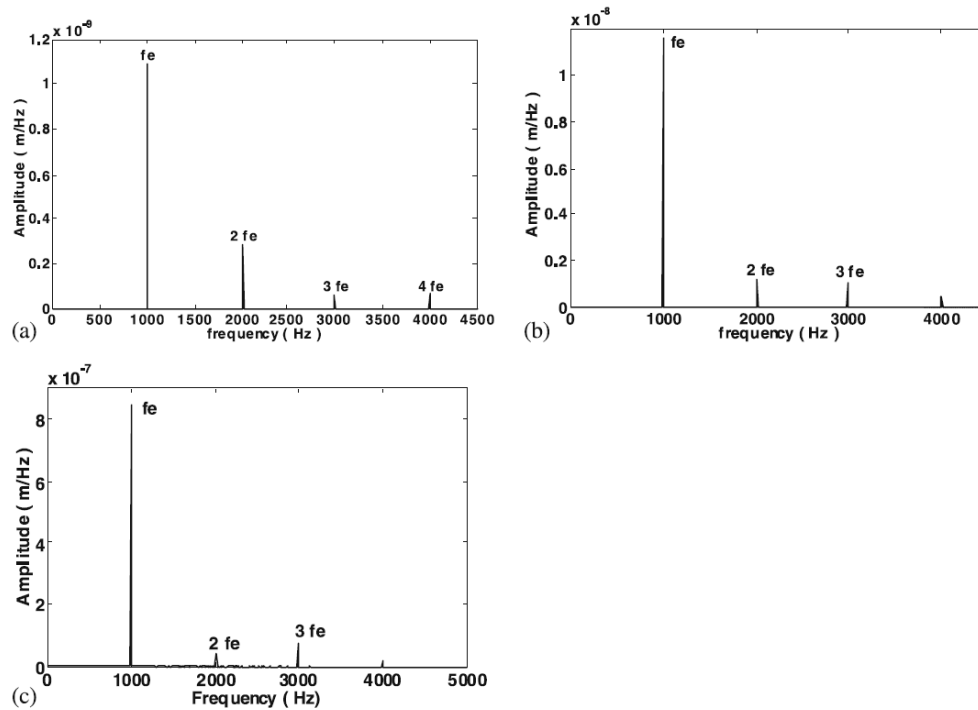 x 10-9
1.2
fe
1
0.8
0.6
0.4
2 fe
0.2
3 fe
4 fe
0
0 500 1000 1500 2000 2500 3000 3500 4000 4500
frequency ( Hz )
Amplitude ( m/Hz )
(a)
x 10-8
fe
1
0.8
0.6
0.4
0.2
2 fe
3 fe
0
0 1000 2000 3000 4000
frequency ( Hz )
Amplitude ( m/Hz )
(b)
x 10-7
fe
8
6
4
2
2 fe
3 fe
0
0 1000 2000 3000 4000 5000
Frequency ( Hz)
Amplitude ( m/Hz)
(c)